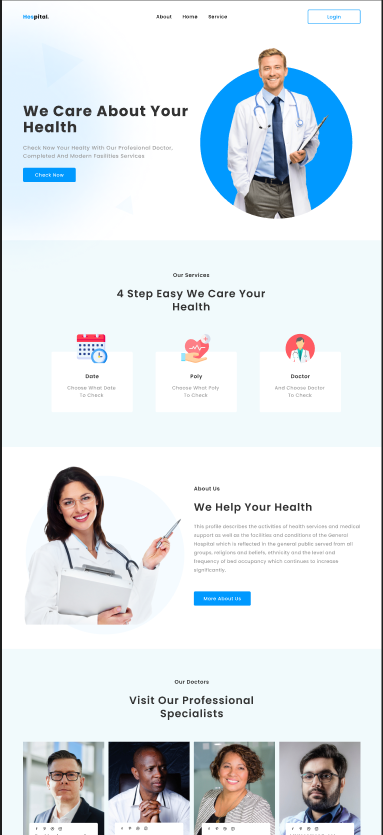 Hospital.
About Home Service
Login
We Care About Your
Health
Check Now Your Healty With Our Profesional Doctor,
Completed And Modern Facilities Services
Check Now
Our Services
4 Step Easy We Care Your
Health
Date
Choose What Date
To Check
Poly
Choose What Poly
To Check
Doctor
And Choose Doctor
To Check
About Us
We Help Your Health
This profile describes the activities of health services and medical
support as well as the facilities and conditions of the General
Hospital which is reflected in the general public served from all
groups, religions and beliefs, ethnicity and the level and
frequency of bed occupancy which continues to increase
significantly.
More About Us
Our Doctors
Visit Our Professional
Specialists